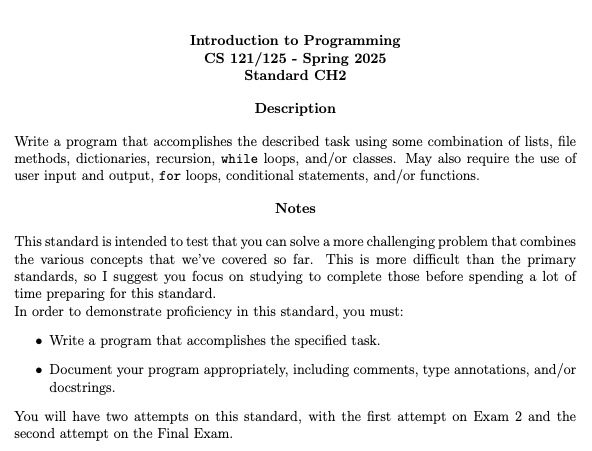 Introduction to Programming
CS 121/125 - Spring 2025
Standard CH2
Description
Write a program that accomplishes the described task using some combination of lists, file
methods, dictionaries, recursion, while loops, and/or classes. May also require the use of
user input and output, for loops, conditional statements, and/or functions.
Notes
This standard is intended to test that you can solve a more challenging problem that combines
the various concepts that we've covered so far. This is more difficult than the primary
standards, so I suggest you focus on studying to complete those before spending a lot of
time preparing for this standard.
In order to demonstrate proficiency in this standard, you must:
• Write a program that accomplishes the specified task.
• Document your program appropriately, including comments, type annotations, and/or
docstrings.
You will have two attempts on this standard, with the first attempt on Exam 2 and the
second attempt on the Final Exam.